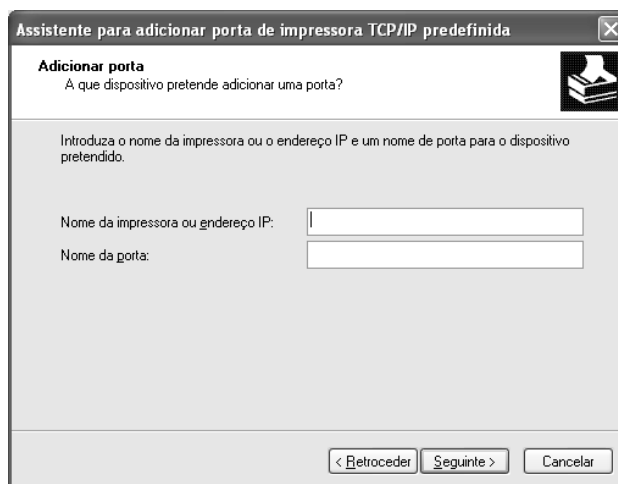 Assistente para adicionar porta de impressora TCP/IP predefinida
Adicionar porta
A que dispositivo pretende adicionar uma porta?
Introduza o nome da impressora ou o endereço IP e um nome de porta para o dispositivo
pretendido.
Nome da impressora ou endereço IP:
Nome da porta:
< Retroceder Seguinte > Cancelar